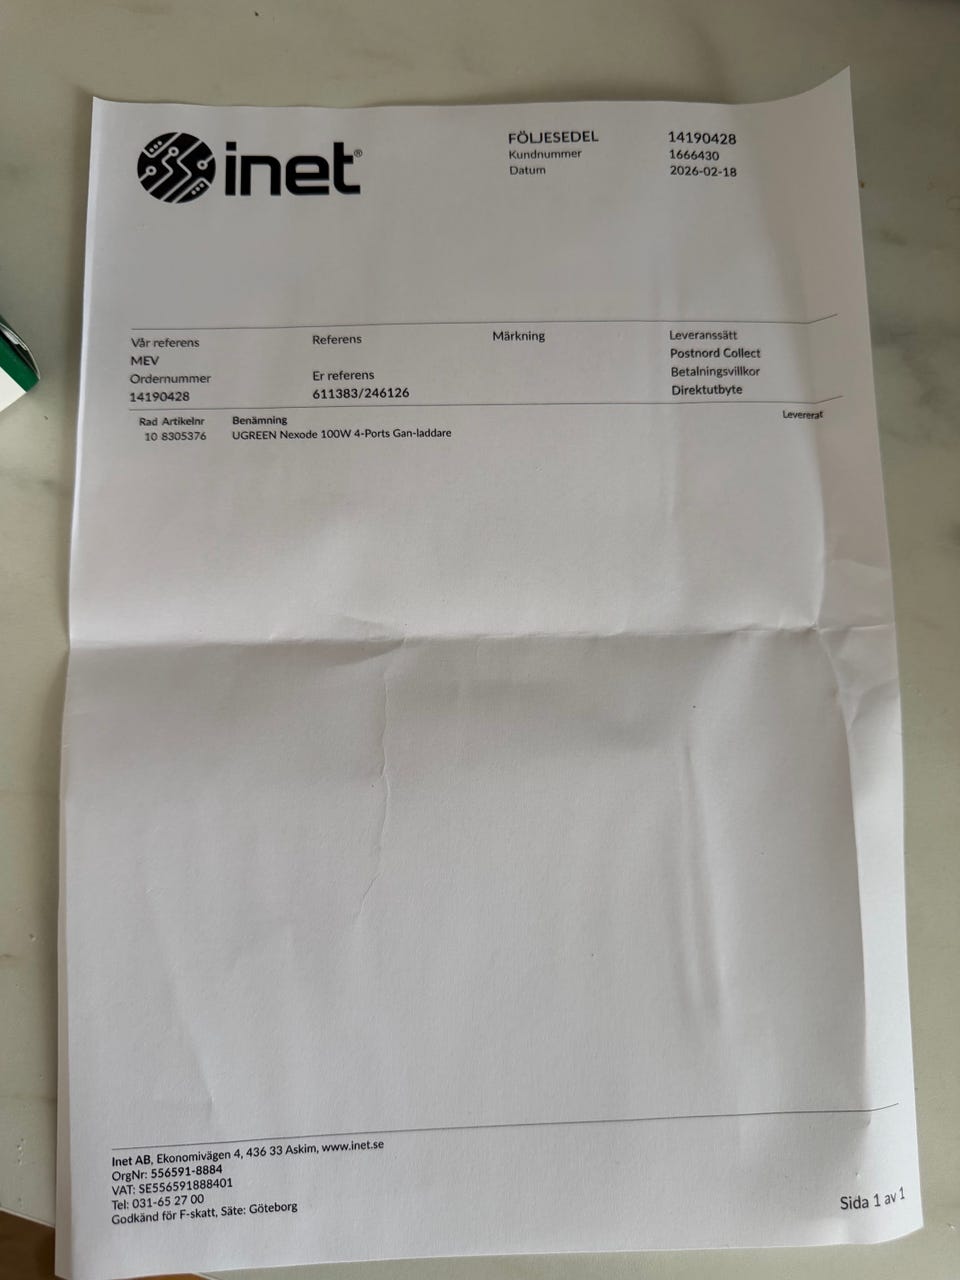 inet®
FÖLJESEDEL 14190428
Kundnummer 1666430
Datum 2026-02-18
Vår referens Referens Märkning Leveranssätt
MEV Postnord Collect
Ordernummer Er referens Betalningsvillkor
14190428 611383/246126 Direktutbyte
Rad Artikelnr Benämning Levererat
10 8305376 UGREEN Nexode 100W 4-Ports Gan-laddare
Inet AB, Ekonomivägen 4, 436 33 Askim, www.inet.se
OrgNr: 556591-8884
VAT: SE556591888401
Tel: 031-65 27 00
Godkänd för F-skatt, Säte: Göteborg
Sida 1 av 1